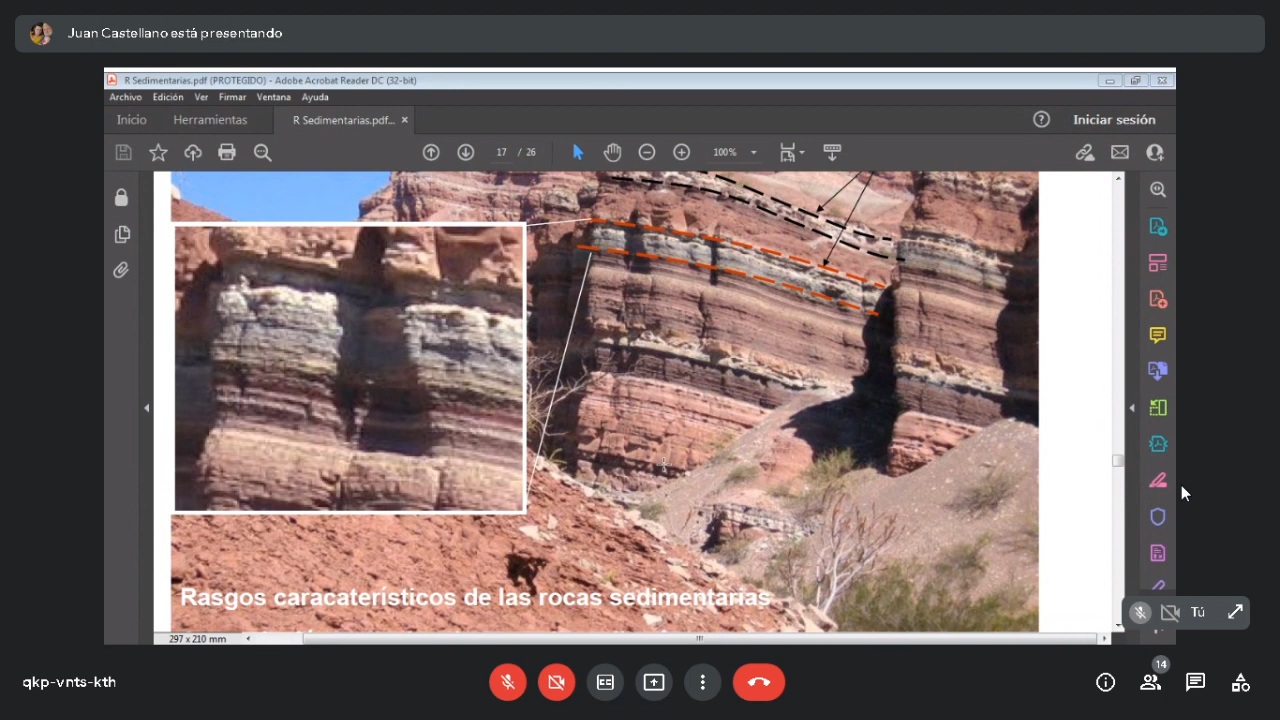 Juan Castellano está presentando
R Sedimentarias.pdf (PROTEGIDO) - Adobe Acrobat Reader DC (32-bit)
Archivo Edición Ver Firmar Ventana Ayuda
Inicio Herramientas R Sedimentarias.pdf... × Iniciar sesión
17 / 26 100%
Rasgos caracaterísticos de las rocas sedimentarias
Tú
297 x 210 mm
14
qkp-vnts-kth